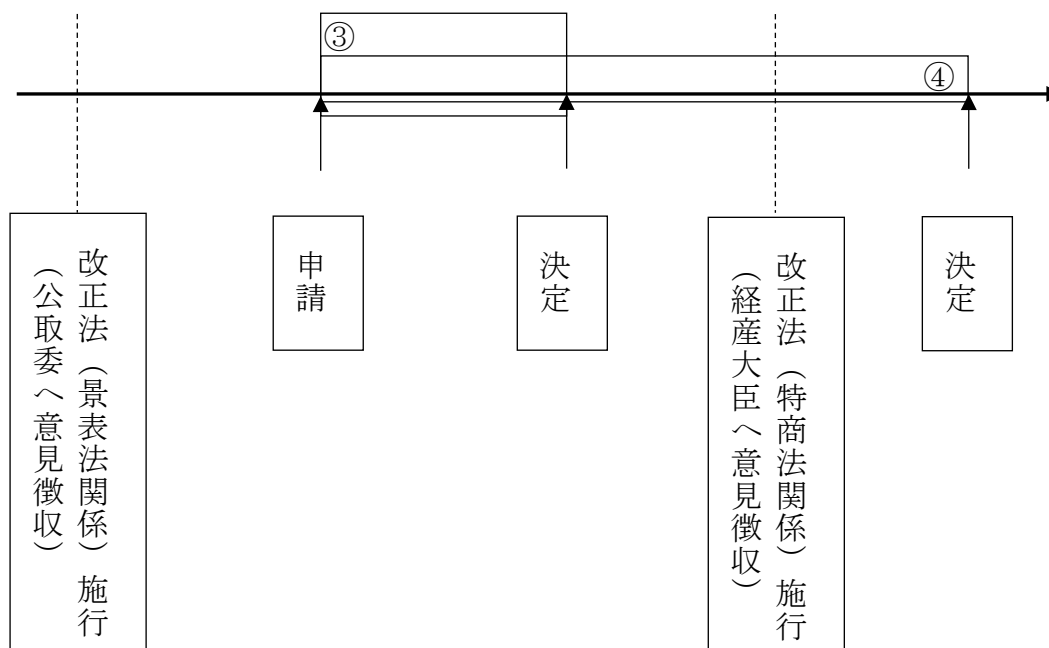 ③
④
改正法（景表法関係）施行
（公取委へ意見徴収）
申請
決定
改正法（特商法関係）施行
（経産大臣へ意見徴収）
決定